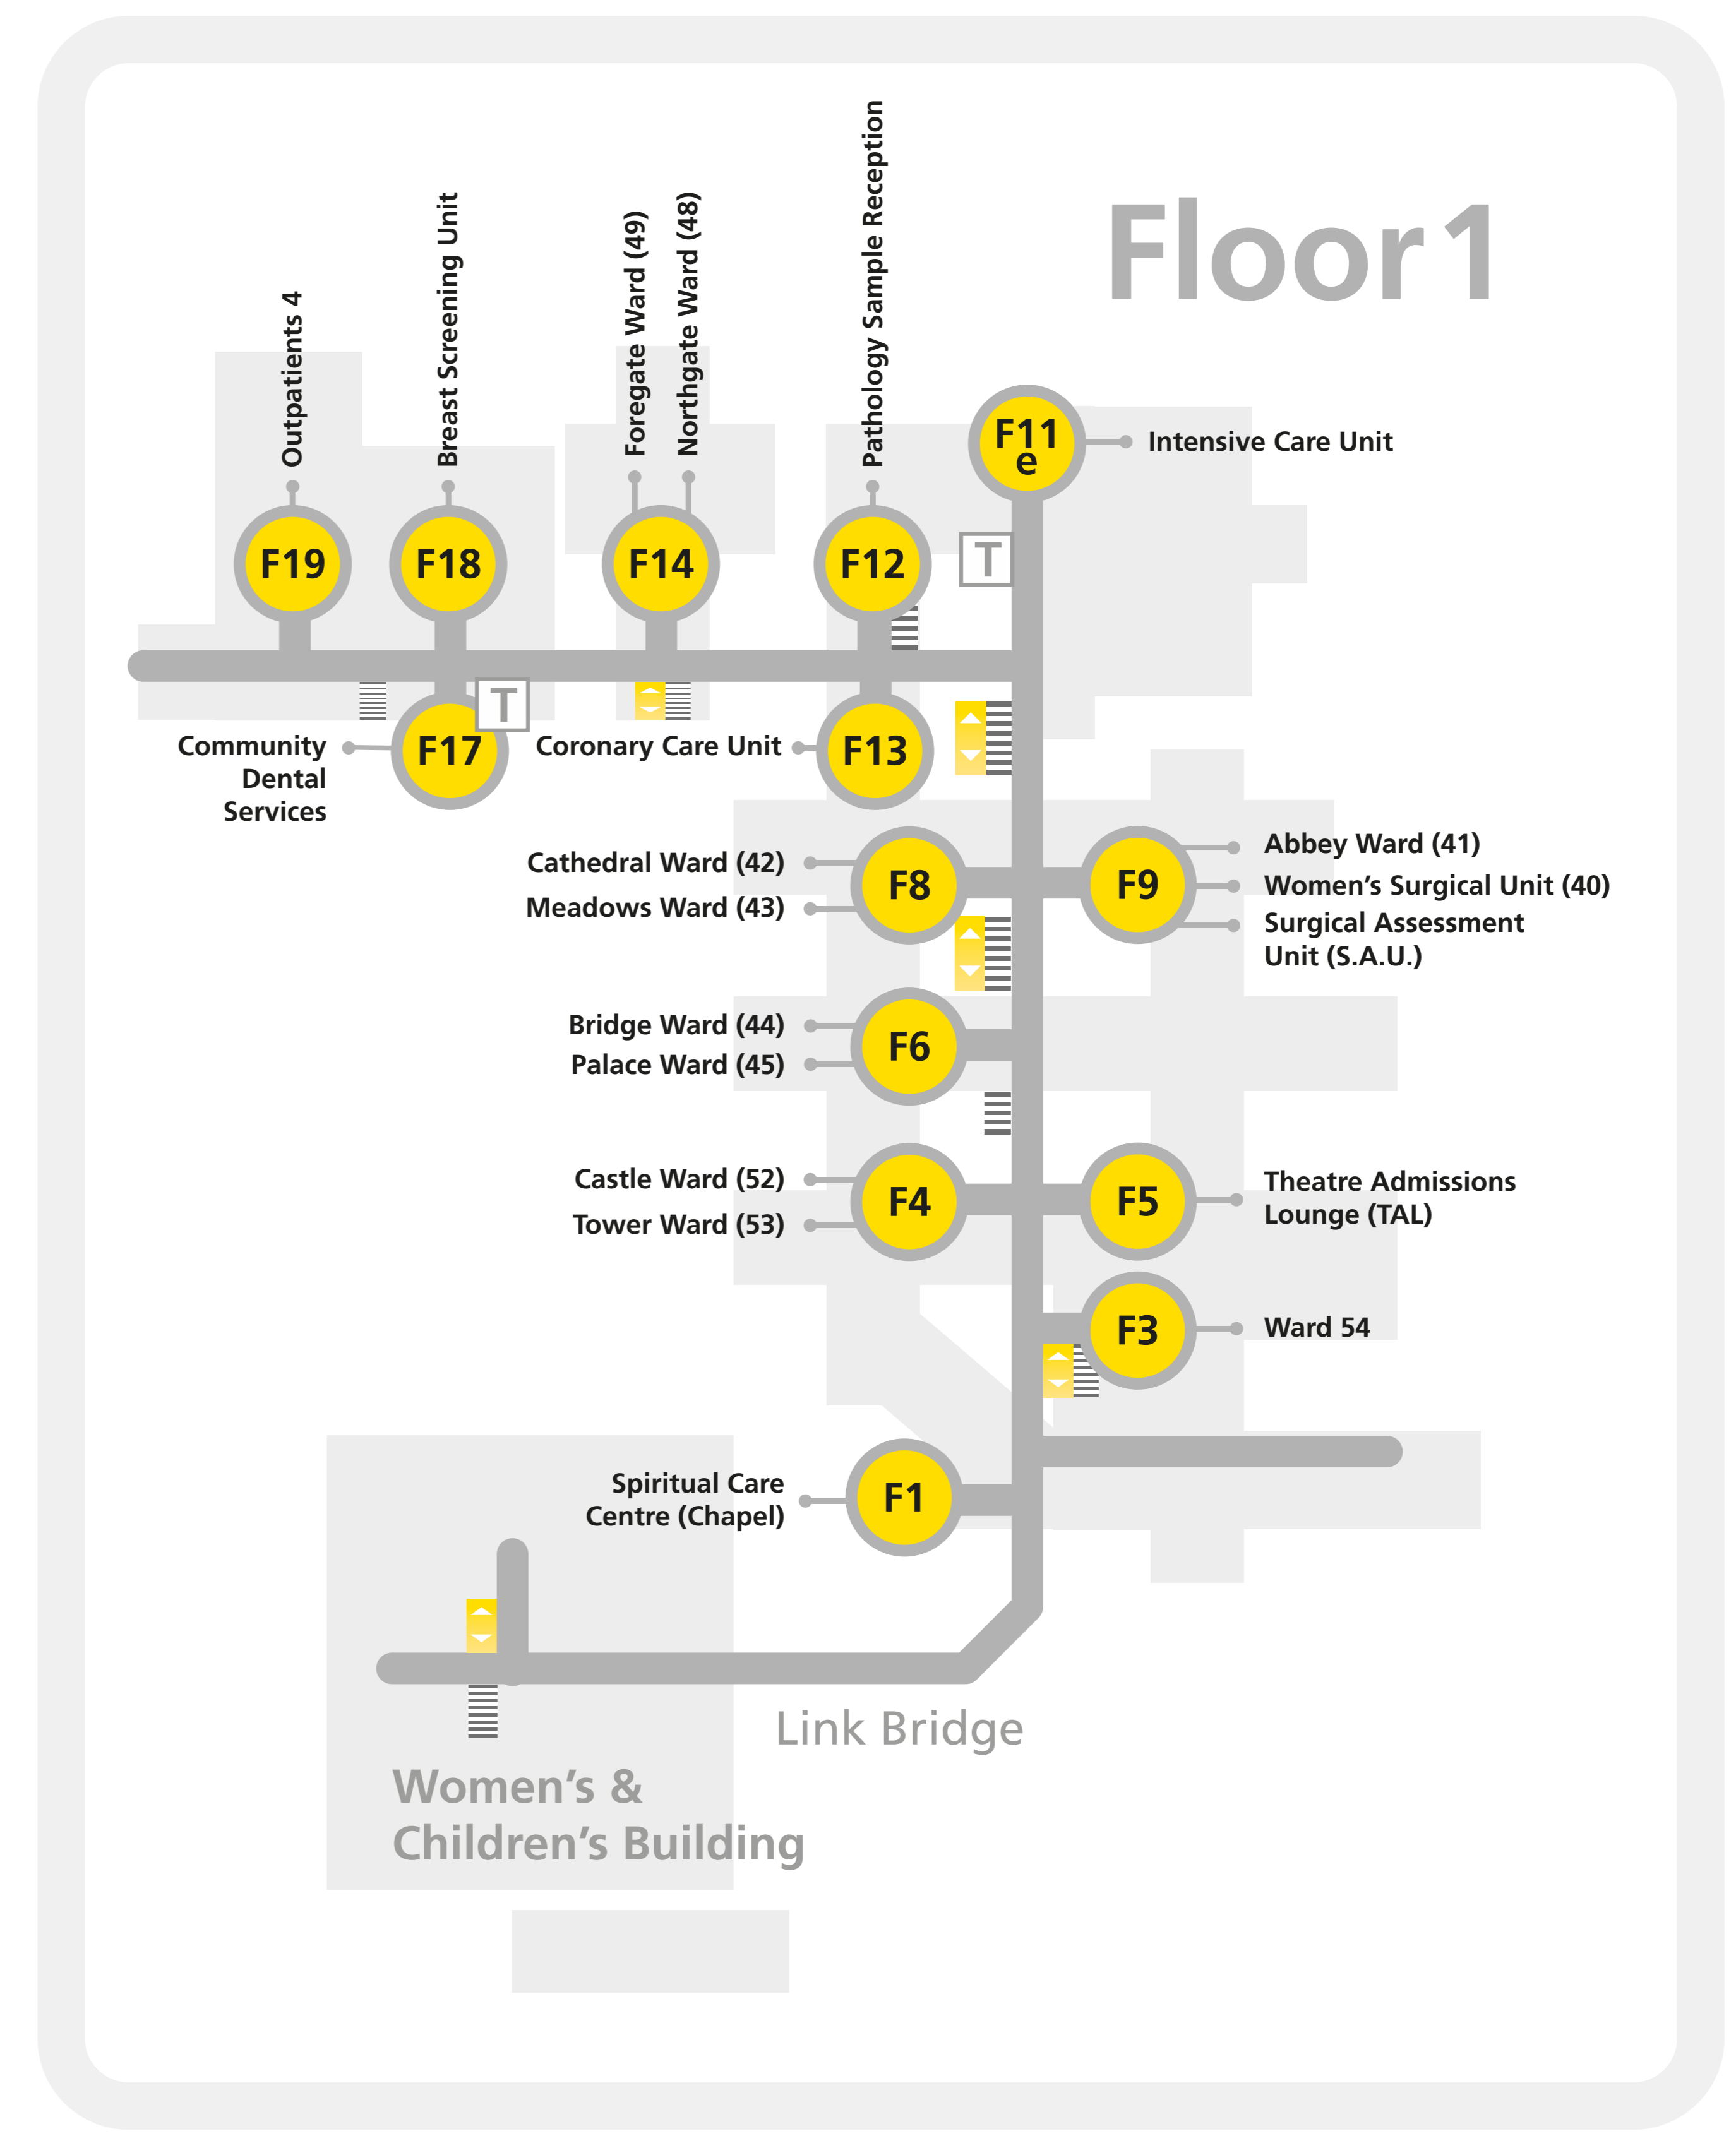 Floor 1
Outpatients 4
Breast Screening Unit
Foregate Ward (49)
Northgate Ward (48)
Pathology Sample Reception
F11
e
Intensive Care Unit
F19
F18
F14
F12
T
T
F17
Community
Dental
Services
Coronary Care Unit
F13
Cathedral Ward (42)
Meadows Ward (43)
F8
F9
Abbey Ward (41)
Women’s Surgical Unit (40)
Surgical Assessment
Unit (S.A.U.)
Bridge Ward (44)
Palace Ward (45)
F6
Castle Ward (52)
Tower Ward (53)
F4
F5
Theatre Admissions
Lounge (TAL)
F3
Ward 54
Spiritual Care
Centre (Chapel)
F1
Link Bridge
Women’s &
Children’s Building